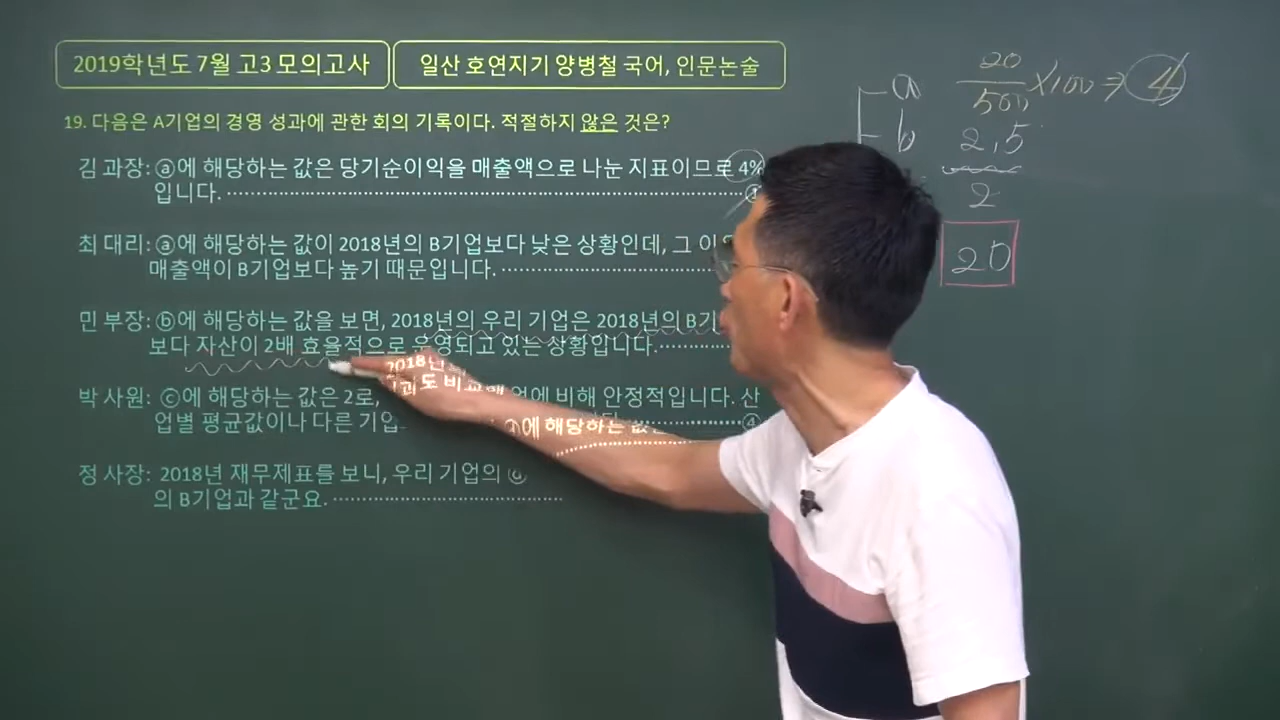 2019학년도 7월 고3 모의고사
일산 호연지기 양병철 국어, 인문논술
19. 다음은 A기업의 경영 성과에 관한 회의 기록이다. 적절하지 않은 것은?
김 과장: ⓐ에 해당하는 값은 당기순이익을 매출액으로 나눈 지표이므로 4%
입니다. ①
최 대리: ⓐ에 해당하는 값이 2018년의 B기업보다 낮은 상황인데, 그 이
매출액이 B기업보다 높기 때문입니다.
민 부장: ⓑ에 해당하는 값을 보면, 2018년의 우리 기업은 2018년의 B기
보다 자산이 2배 효율적으로 운영되고 있는 상황입니다.
박 사원: ⓒ에 해당하는 값은 2로, 업에 비해 안정적입니다. 산
업별 평균값이나 다른 기업 ④
정 사장: 2018년 재무제표를 보니, 우리 기업의 ⓓ에 해당하는 값
의 B기업과 같군요.
2018년
비교해
a
20
500
×100 ⇒ 4
b
2,5
2
20